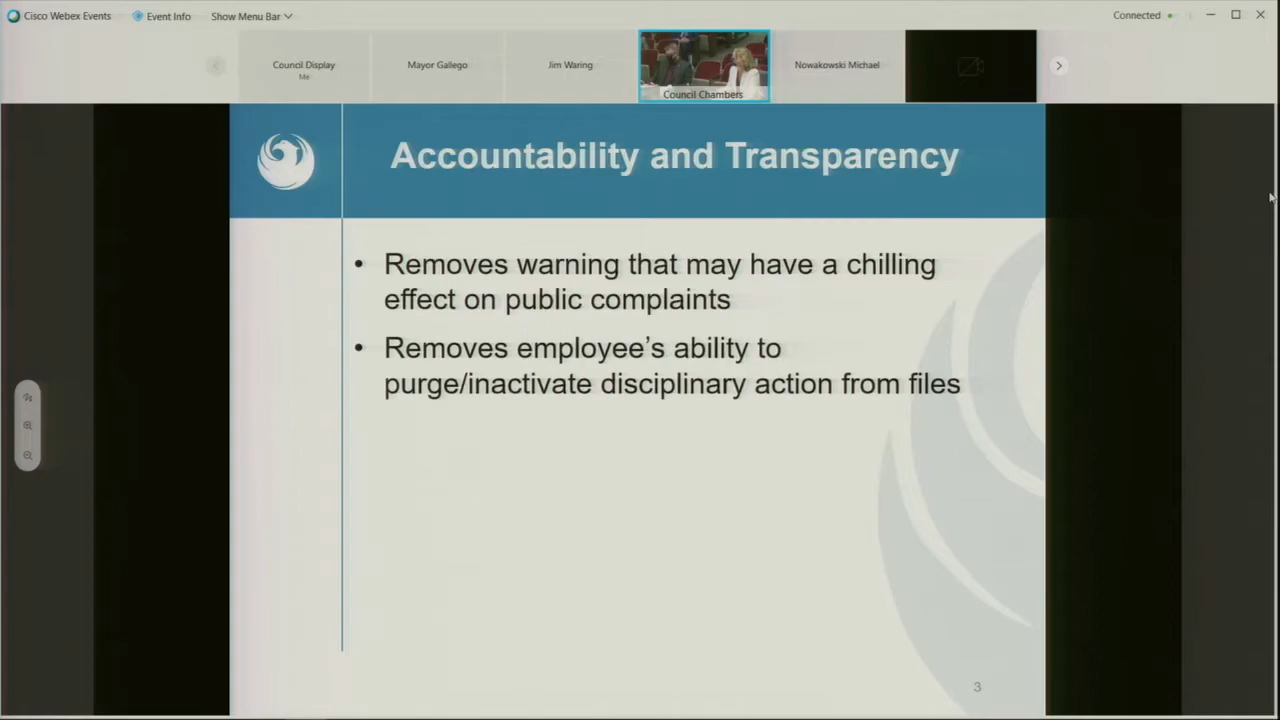 Cisco Webex Events
Event Info
Show Menu Bar
Connected
Council Display
Me
Mayor Gallego
Jim Waring
Council Chambers
Nowakowski Michael
Accountability and Transparency
• Removes warning that may have a chilling
effect on public complaints
• Removes employee's ability to
purge/inactivate disciplinary action from files
3